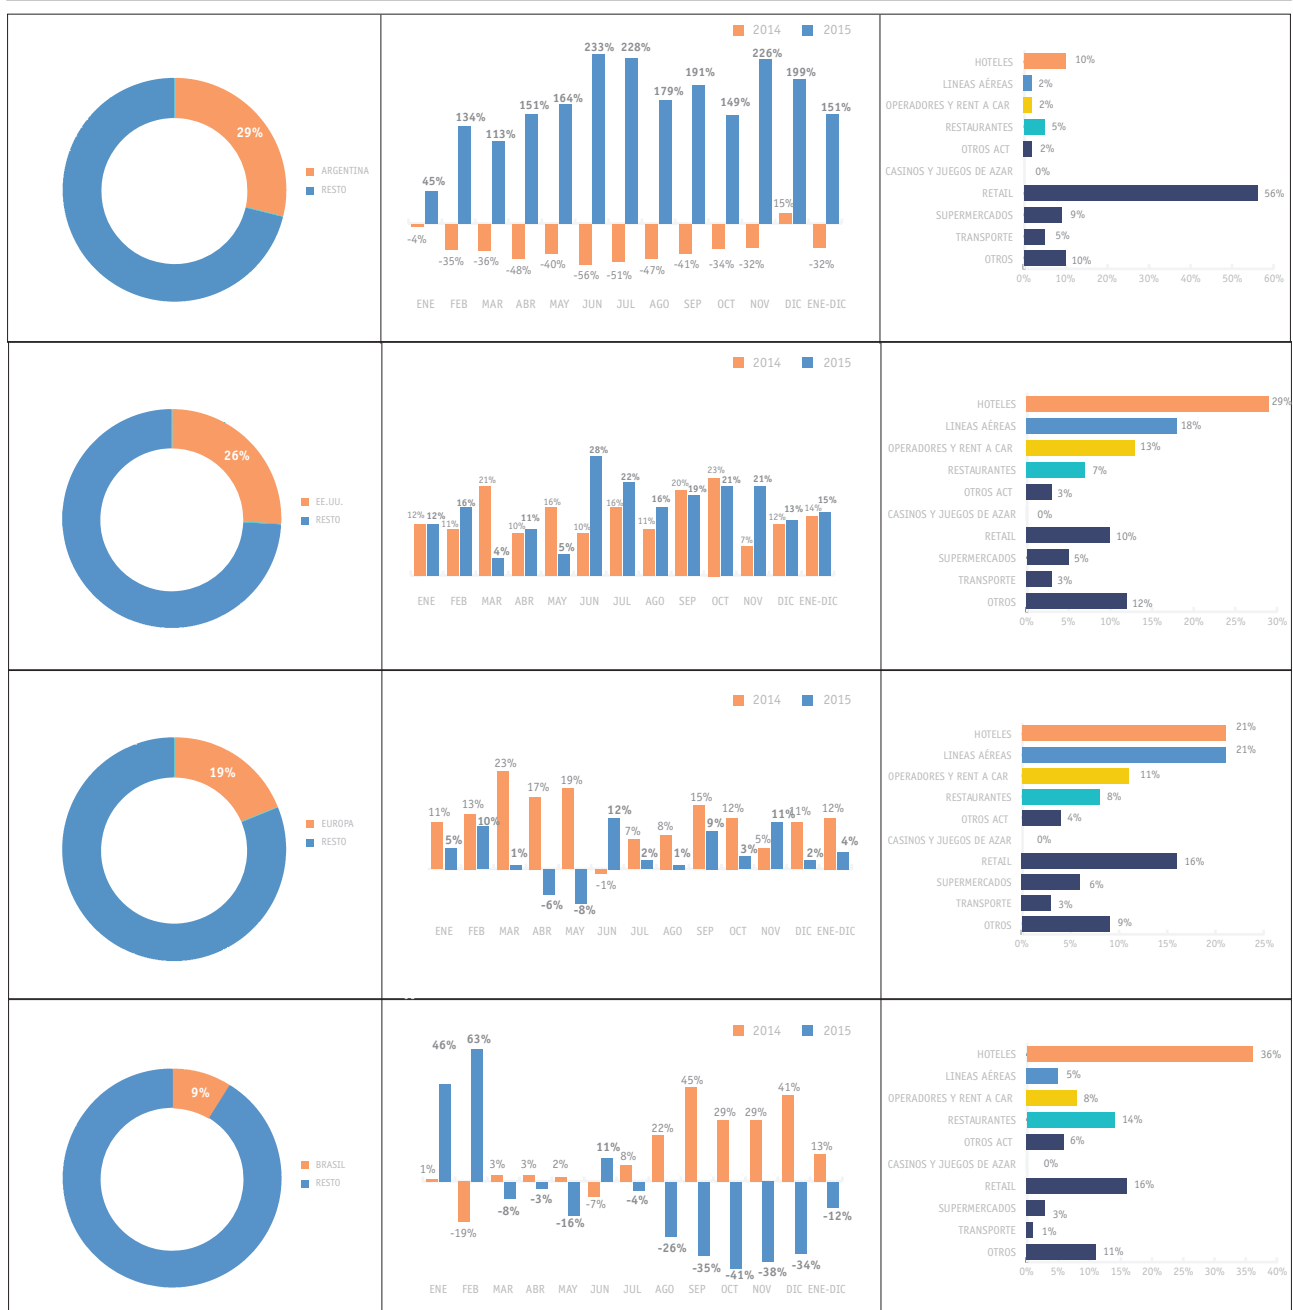 29%
ARGENTINA
RESTO
2014 2015
45% 134% 113% 151% 164% 233% 228% 179% 191% 149% 226% 199% 151%
-4% -35% -36% -48% -40% -56% -51% -47% -41% -34% -32% 15% -32%
ENE FEB MAR ABR MAY JUN JUL AGO SEP OCT NOV DIC ENE-DIC
HOTELES 10%
LINEAS AÉREAS 2%
OPERADORES Y RENT A CAR 2%
RESTAURANTES 5%
OTROS ACT 2%
CASINOS Y JUEGOS DE AZAR 0%
RETAIL 56%
SUPERMERCADOS 9%
TRANSPORTE 5%
OTROS 10%
0% 10% 20% 30% 40% 50% 60%
26%
EE.UU.
RESTO
2014 2015
12% 12% 11% 16% 21% 4% 10% 11% 16% 5% 10% 28% 16% 22% 11% 16% 20% 19% 23% 21% 7% 21% 12% 13% 14% 15%
ENE FEB MAR ABR MAY JUN JUL AGO SEP OCT NOV DIC ENE-DIC
HOTELES 29%
LINEAS AÉREAS 18%
OPERADORES Y RENT A CAR 13%
RESTAURANTES 7%
OTROS ACT 3%
CASINOS Y JUEGOS DE AZAR 0%
RETAIL 10%
SUPERMERCADOS 5%
TRANSPORTE 3%
OTROS 12%
0% 5% 10% 15% 20% 25% 30%
19%
EUROPA
RESTO
2014 2015
11% 5% 13% 10% 23% 1% 17% -6% 19% -8% -1% 12% 7% 2% 8% 1% 15% 9% 12% 3% 5% 11% 11% 2% 12% 4%
ENE FEB MAR ABR MAY JUN JUL AGO SEP OCT NOV DIC ENE-DIC
HOTELES 21%
LINEAS AÉREAS 21%
OPERADORES Y RENT A CAR 11%
RESTAURANTES 8%
OTROS ACT 4%
CASINOS Y JUEGOS DE AZAR 0%
RETAIL 16%
SUPERMERCADOS 6%
TRANSPORTE 3%
OTROS 9%
0% 5% 10% 15% 20% 25%
9%
BRASIL
RESTO
2014 2015
1% 46% -19% 63% 3% -8% 3% -3% 2% -16% -7% 11% 8% -4% 22% -26% 45% -35% 29% -41% 29% -38% 41% -34% 13% -12%
ENE FEB MAR ABR MAY JUN JUL AGO SEP OCT NOV DIC ENE-DIC
HOTELES 36%
LINEAS AÉREAS 5%
OPERADORES Y RENT A CAR 8%
RESTAURANTES 14%
OTROS ACT 6%
CASINOS Y JUEGOS DE AZAR 0%
RETAIL 16%
SUPERMERCADOS 3%
TRANSPORTE 1%
OTROS 11%
0% 5% 10% 15% 20% 25% 30% 35% 40%